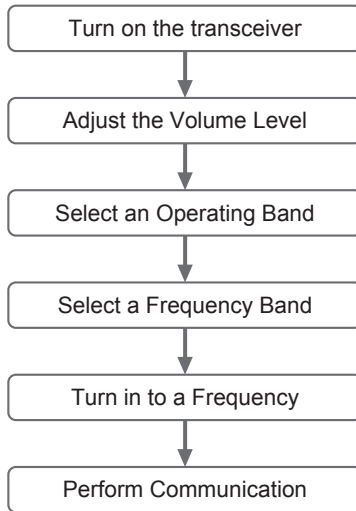 Turn on the transceiver
Adjust the Volume Level
Select an Operating Band
Select a Frequency Band
Turn in to a Frequency
Perform Communication